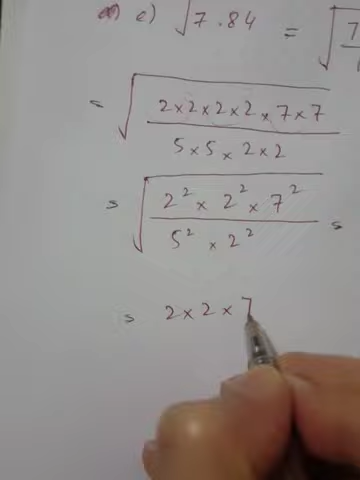 c) √7.84 = √7
= √(2×2×2×2×7×7 / 5×5×2×2)
= √(2²×2²×7² / 5²×2²) =
= 2×2×7